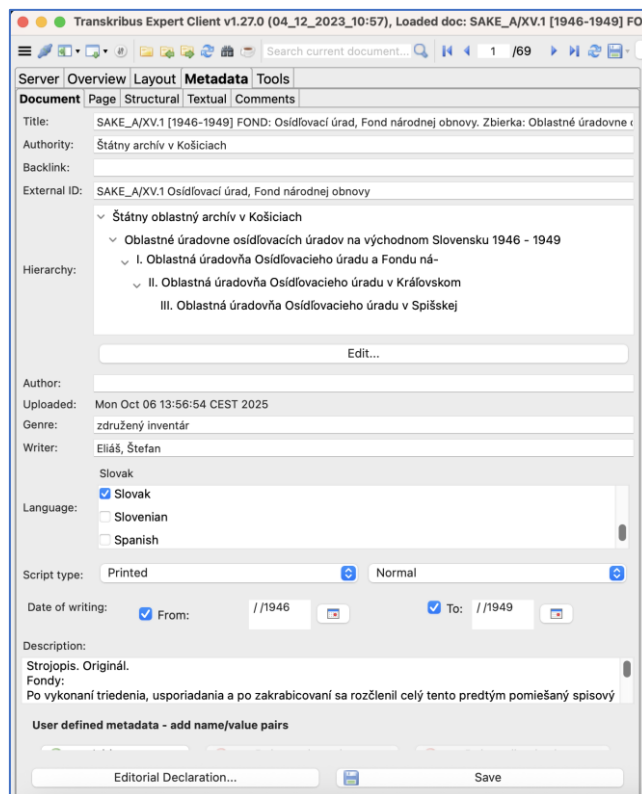 Transkribus Expert Client v1.27.0 (04_12_2023_10:57), Loaded doc: SAKE_A/XV.1 [1946-1949] FO
Search current document... 1 /69
Server Overview Layout Metadata Tools
Document Page Structural Textual Comments
Title: SAKE_A/XV.1 [1946-1949] FOND: Osídľovací úrad, Fond národnej obnovy. Zbierka: Oblastné úradovne
Authority: Štátny archív v Košiciach
Backlink:
External ID: SAKE_A/XV.1 Osídľovací úrad, Fond národnej obnovy
Hierarchy:
Štátny oblastný archív v Košiciach
Oblastné úradovne osídľovacích úradov na východnom Slovensku 1946 - 1949
I. Oblastná úradovňa Osídľovacieho úradu a Fondu ná-
II. Oblastná úradovňa Osídľovacieho úradu v Kráľovskom
III. Oblastná úradovňa Osídľovacieho úradu v Spišskej
Edit...
Author:
Uploaded: Mon Oct 06 13:56:54 CEST 2025
Genre: združený inventár
Writer: Eliáš, Štefan
Slovak
Language:
Slovak
Slovenian
Spanish
Script type: Printed Normal
Date of writing: From: / /1946 To: / /1949
Description:
Strojopis. Originál.
Fondy:
Po vykonaní triedenia, usporiadania a po zakrabicovaní sa rozčlenil celý tento predtým pomiešaný spisový
User defined metadata - add name/value pairs
Editorial Declaration... Save